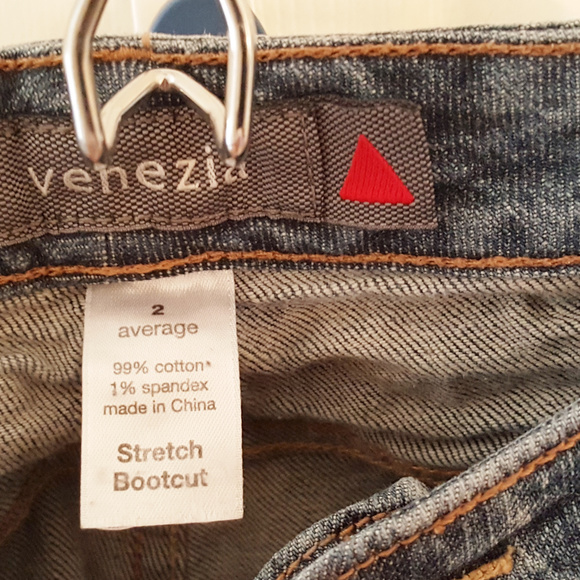 venezia
2
average
99% cotton*
1% spandex
made in China
Stretch
Bootcut